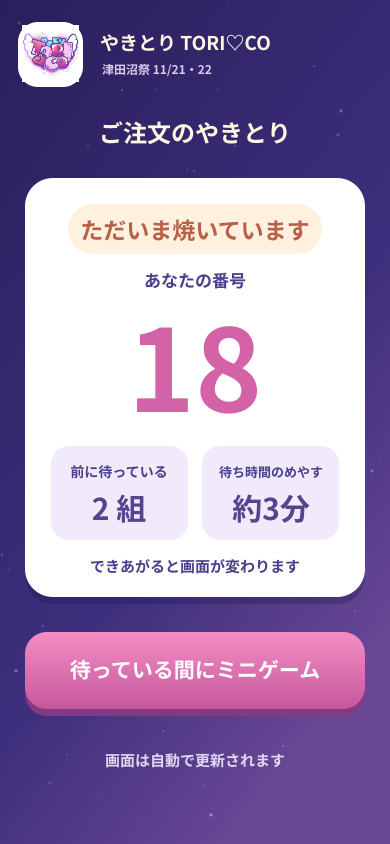 TORI
CO
やきとり TORI♡CO
津田沼祭 11/21・22
ご注文のやきとり
ただいま焼いています
あなたの番号
18
前に待っている
2 組
待ち時間のめやす
約3分
できあがると画面が変わります
待っている間にミニゲーム
画面は自動で更新されます